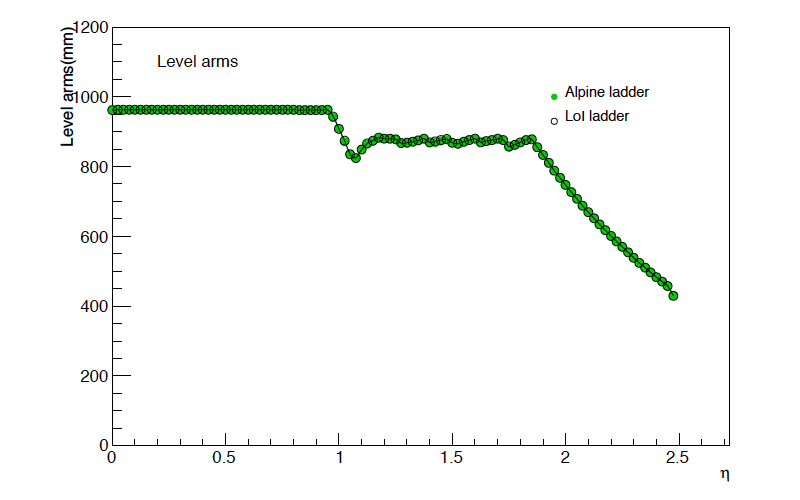 Level arms
Level arms(mm)
1200
1000
800
600
400
200
0
Alpine ladder
LoI ladder
0 0.5 1 1.5 2 2.5
η